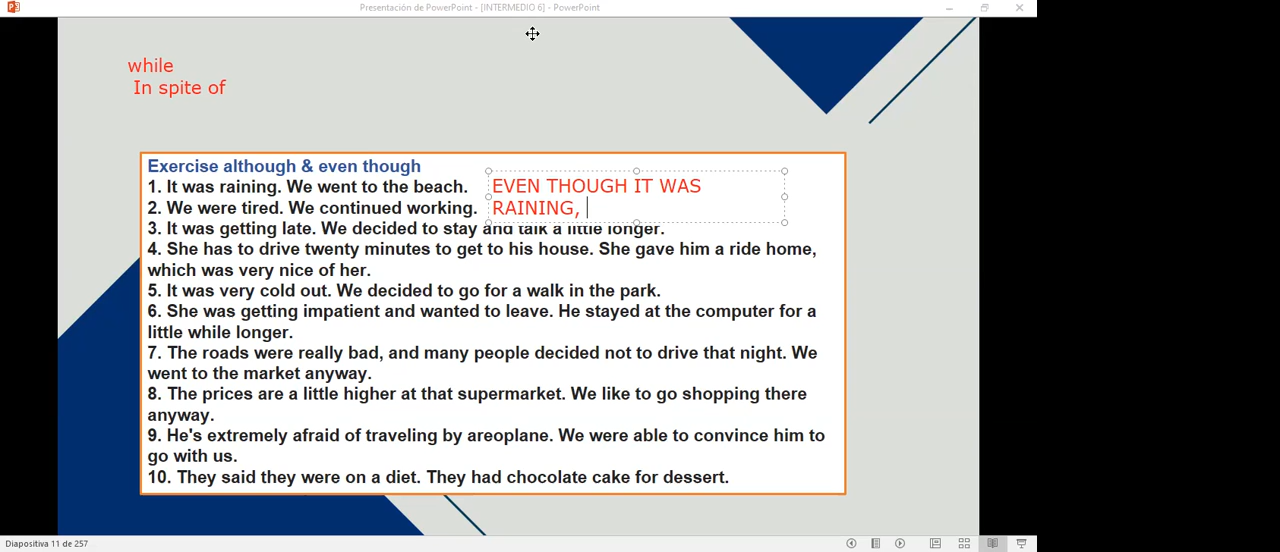 Presentación de PowerPoint - [INTERMEDIO 6] - PowerPoint
while
In spite of
Exercise although & even though
1. It was raining. We went to the beach.
EVEN THOUGH IT WAS
2. We were tired. We continued working.
RAINING,
3. It was getting late. We decided to stay and talk a little longer.
4. She has to drive twenty minutes to get to his house. She gave him a ride home,
which was very nice of her.
5. It was very cold out. We decided to go for a walk in the park.
6. She was getting impatient and wanted to leave. He stayed at the computer for a
little while longer.
7. The roads were really bad, and many people decided not to drive that night. We
went to the market anyway.
8. The prices are a little higher at that supermarket. We like to go shopping there
anyway.
9. He's extremely afraid of traveling by areoplane. We were able to convince him to
go with us.
10. They said they were on a diet. They had chocolate cake for dessert.
Diapositiva 11 de 257